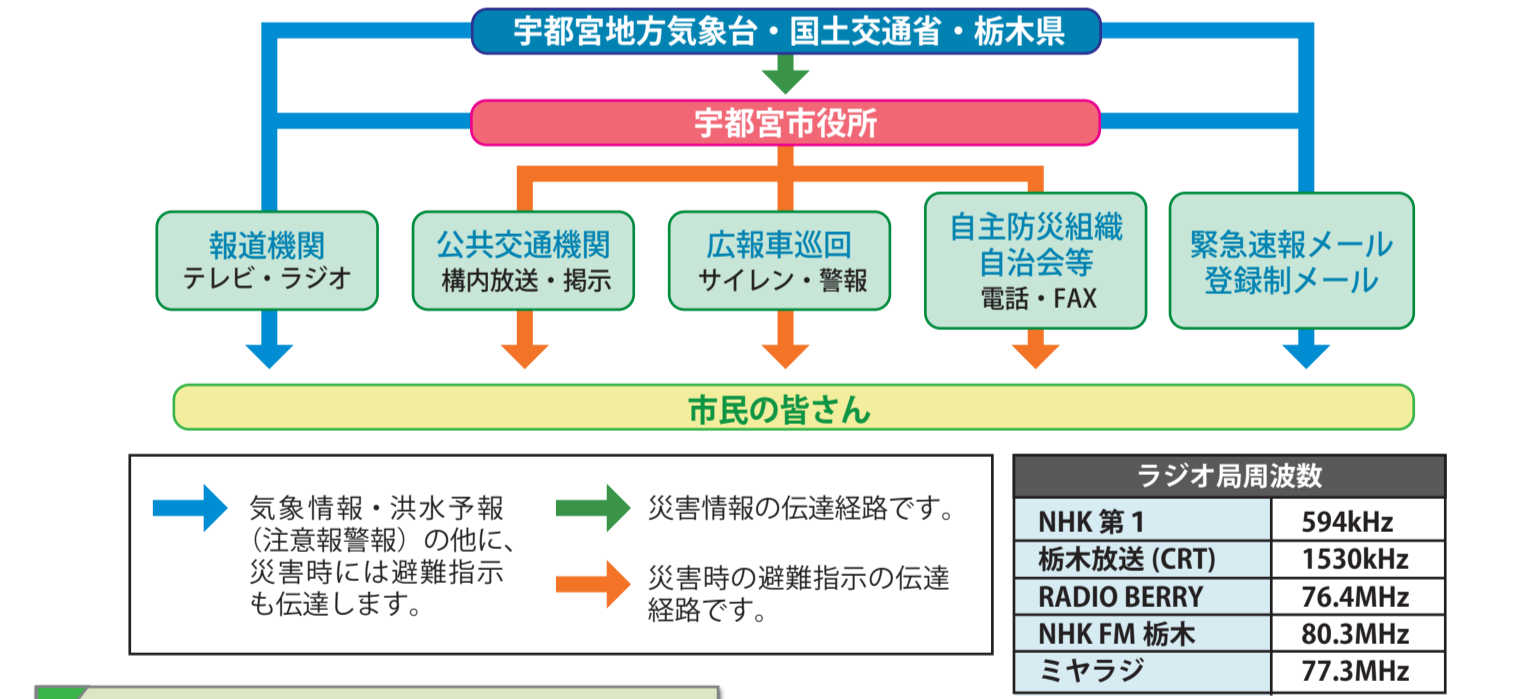 宇都宮地方気象台・国土交通省・栃木県
宇都宮市役所
報道機関
テレビ・ラジオ
公共交通機関
構内放送・掲示
広報車巡回
サイレン・警報
自主防災組織
自治会等
電話・FAX
緊急速報メール
登録制メール
市民の皆さん
気象情報・洪水予報
（注意報警報）の他に、
災害時には避難指示
も伝達します。
災害情報の伝達経路です。
災害時の避難指示の伝達
経路です。
ラジオ局周波数
NHK 第 1 594kHz
栃木放送 (CRT) 1530kHz
RADIO BERRY 76.4MHz
NHK FM 栃木 80.3MHz
ミヤラジ 77.3MHz